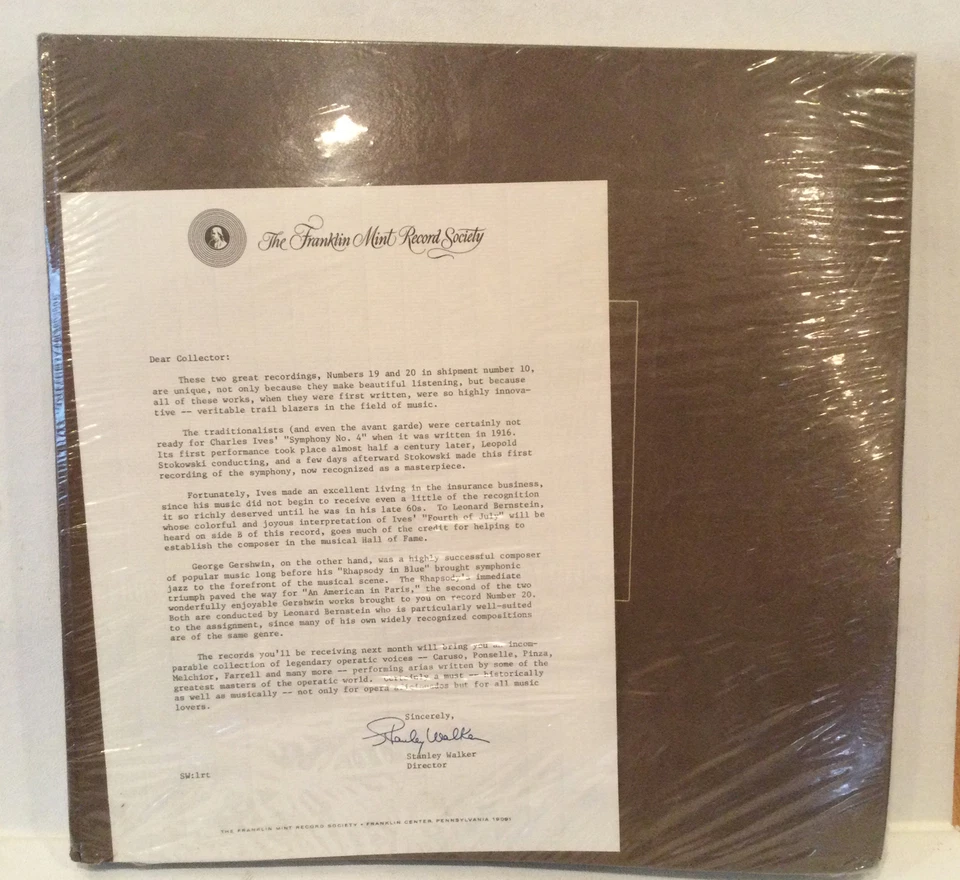 The Franklin Mint Record Society
Dear Collector:
These two great recordings, Numbers 19 and 20 in shipment number 10,
are unique, not only because they make beautiful listening, but because
all of these works, when they were first written, were so highly innova-
tive -- veritable trail blazers in the field of music.
The traditionalists (and even the avant garde) were certainly not
ready for Charles Ives' "Symphony No. 4" when it was written in 1916.
Its first performance took place almost half a century later, Leopold
Stokowski conducting, and a few days afterward Stokowski made this first
recording of the symphony, now recognized as a masterpiece.
Fortunately, Ives made an excellent living in the insurance business,
since his music did not begin to receive even a little of the recognition
it so richly deserved until he was in his late 60s. To Leonard Bernstein,
whose colorful and joyous interpretation of Ives' "Fourth of July" will be
heard on side B of this record, goes much of the credit for helping to
establish the composer in the musical Hall of Fame.
George Gershwin, on the other hand, was a highly successful composer
of popular music long before his "Rhapsody in Blue" brought symphonic
jazz to the forefront of the musical scene. The Rhapsody's immediate
triumph paved the way for "An American in Paris," the second of the two
wonderfully enjoyable Gershwin works brought to you on record Number 20.
Both are conducted by Leonard Bernstein who is particularly well-suited
to the assignment, since many of his own widely recognized compositions
are of the same genre.
The records you'll be receiving next month will bring you an incom-
parable collection of legendary operatic voices -- Caruso, Ponselle, Pinza,
Melchior, Farrell and many more -- performing arias written by some of the
greatest masters of the operatic world. Certainly a must -- historically
as well as musically -- not only for opera but for all music
lovers.
Sincerely,
Stanley Walker
Stanley Walker
Director
SW:lrt
THE FRANKLIN MINT RECORD SOCIETY • FRANKLIN CENTER, PENNSYLVANIA 19091